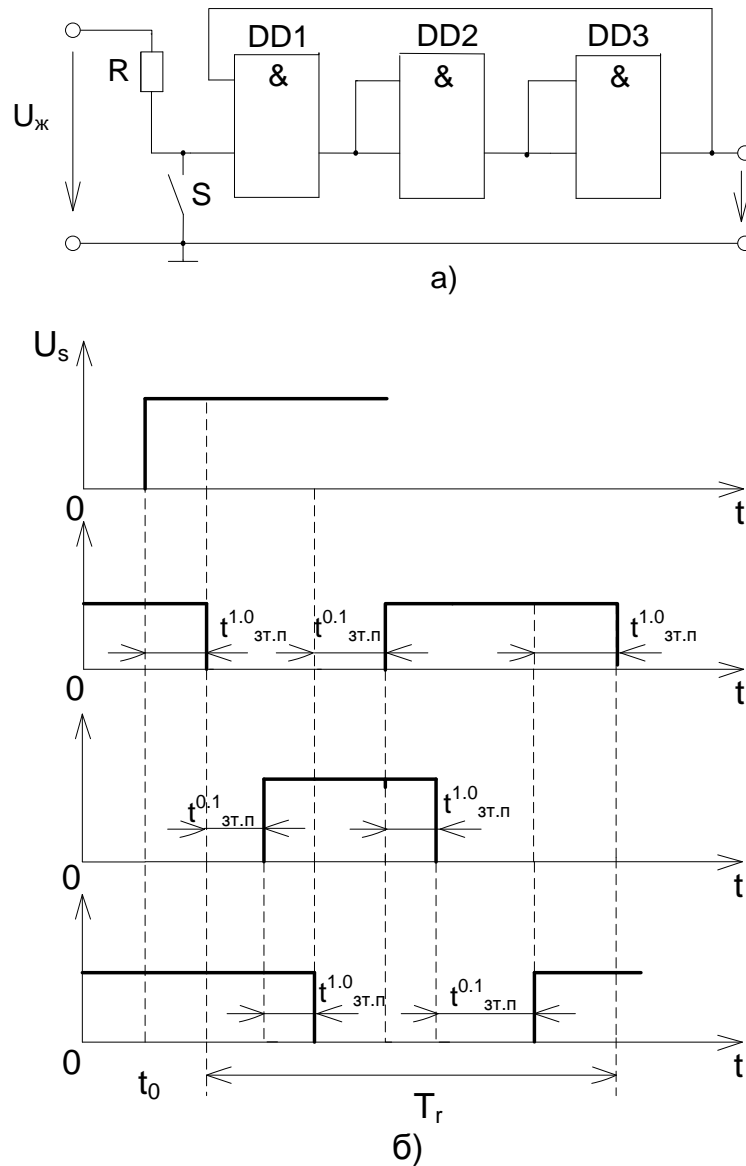 DD1 DD2 DD3
& & &
R
Uж
S
а)
Us
0 t
t1.0зт.п t0.1зт.п t1.0зт.п
0 t
t0.1зт.п t1.0зт.п
0 t
t1.0зт.п t0.1зт.п
0 t
t0
Tr
б)